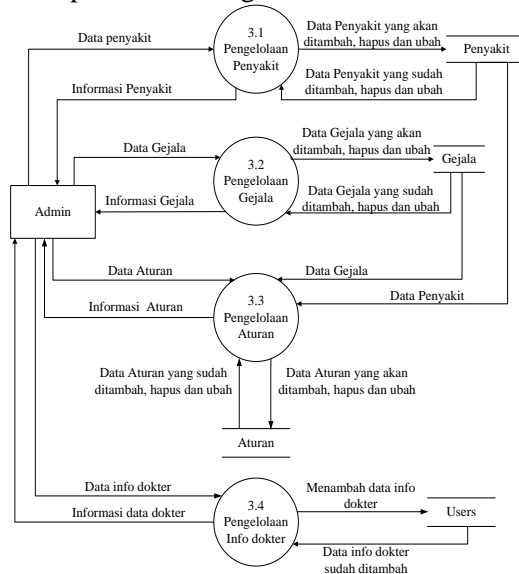 Data penyakit
Informasi Penyakit
3.1
Pengelolaan
Penyakit
Data Penyakit yang akan
ditambah, hapus dan ubah
Data Penyakit yang sudah
ditambah, hapus dan ubah
Penyakit
Data Gejala
Informasi Gejala
3.2
Pengelolaan
Gejala
Data Gejala yang akan
ditambah, hapus dan ubah
Data Gejala yang sudah
ditambah, hapus dan ubah
Gejala
Admin
Data Aturan
Informasi Aturan
3.3
Pengelolaan
Aturan
Data Gejala
Data Penyakit
Data Aturan yang sudah
ditambah, hapus dan ubah
Data Aturan yang akan
ditambah, hapus dan ubah
Aturan
Data info dokter
Informasi data dokter
3.4
Pengelolaan
Info dokter
Menambah data info
dokter
Data info dokter
sudah ditambah
Users